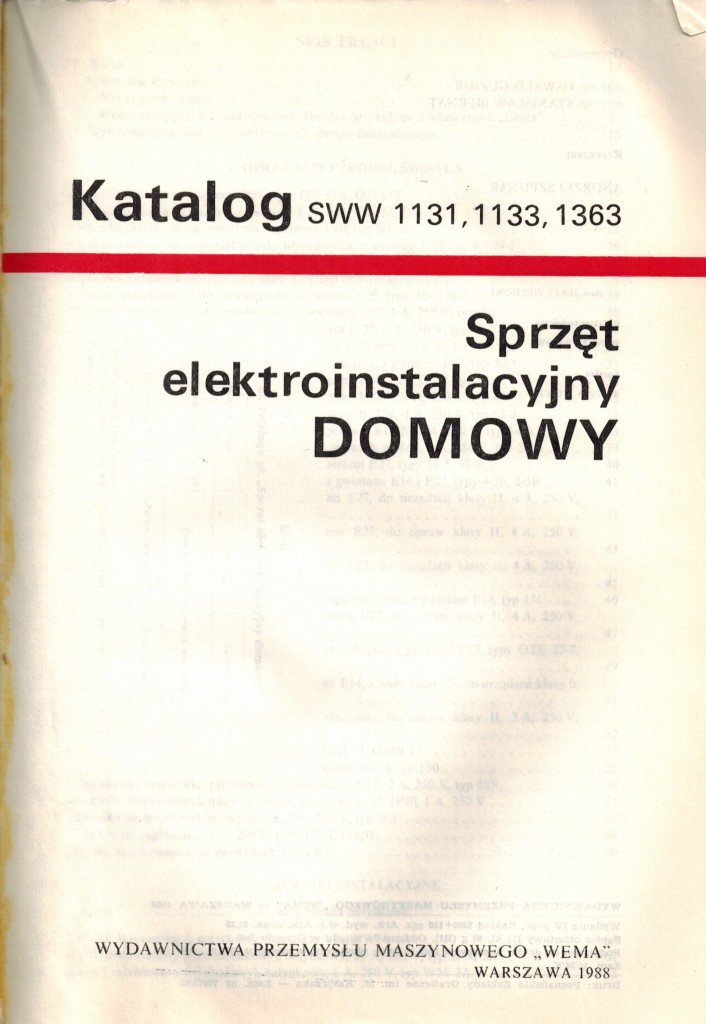 Katalog SWW 1131, 1133, 1363
Sprzęt
elektroinstalacyjny
DOMOWY
WYDAWNICTWA PRZEMYSŁU MASZYNOWEGO „WEMA”
WARSZAWA 1988